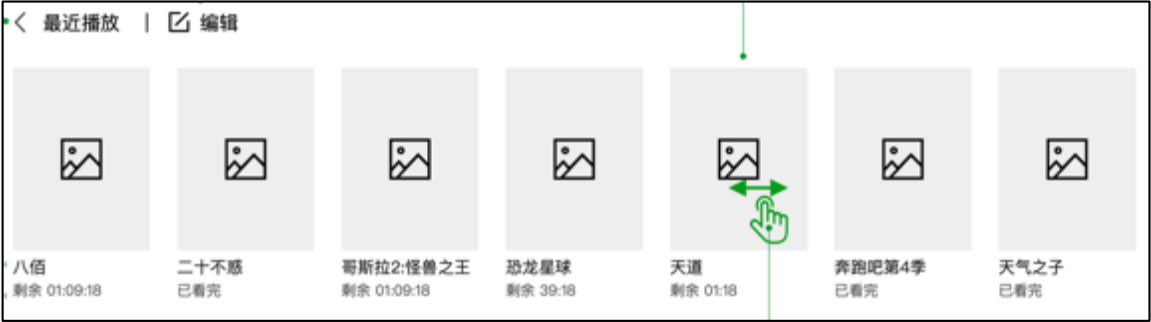 最近播放 | 编辑
八佰
剩余 01:09:18
二十不惑
已看完
哥斯拉2:怪兽之王
剩余 01:09:18
恐龙星球
剩余 39:18
天道
剩余 01:18
奔跑吧第4季
已看完
天气之子
已看完